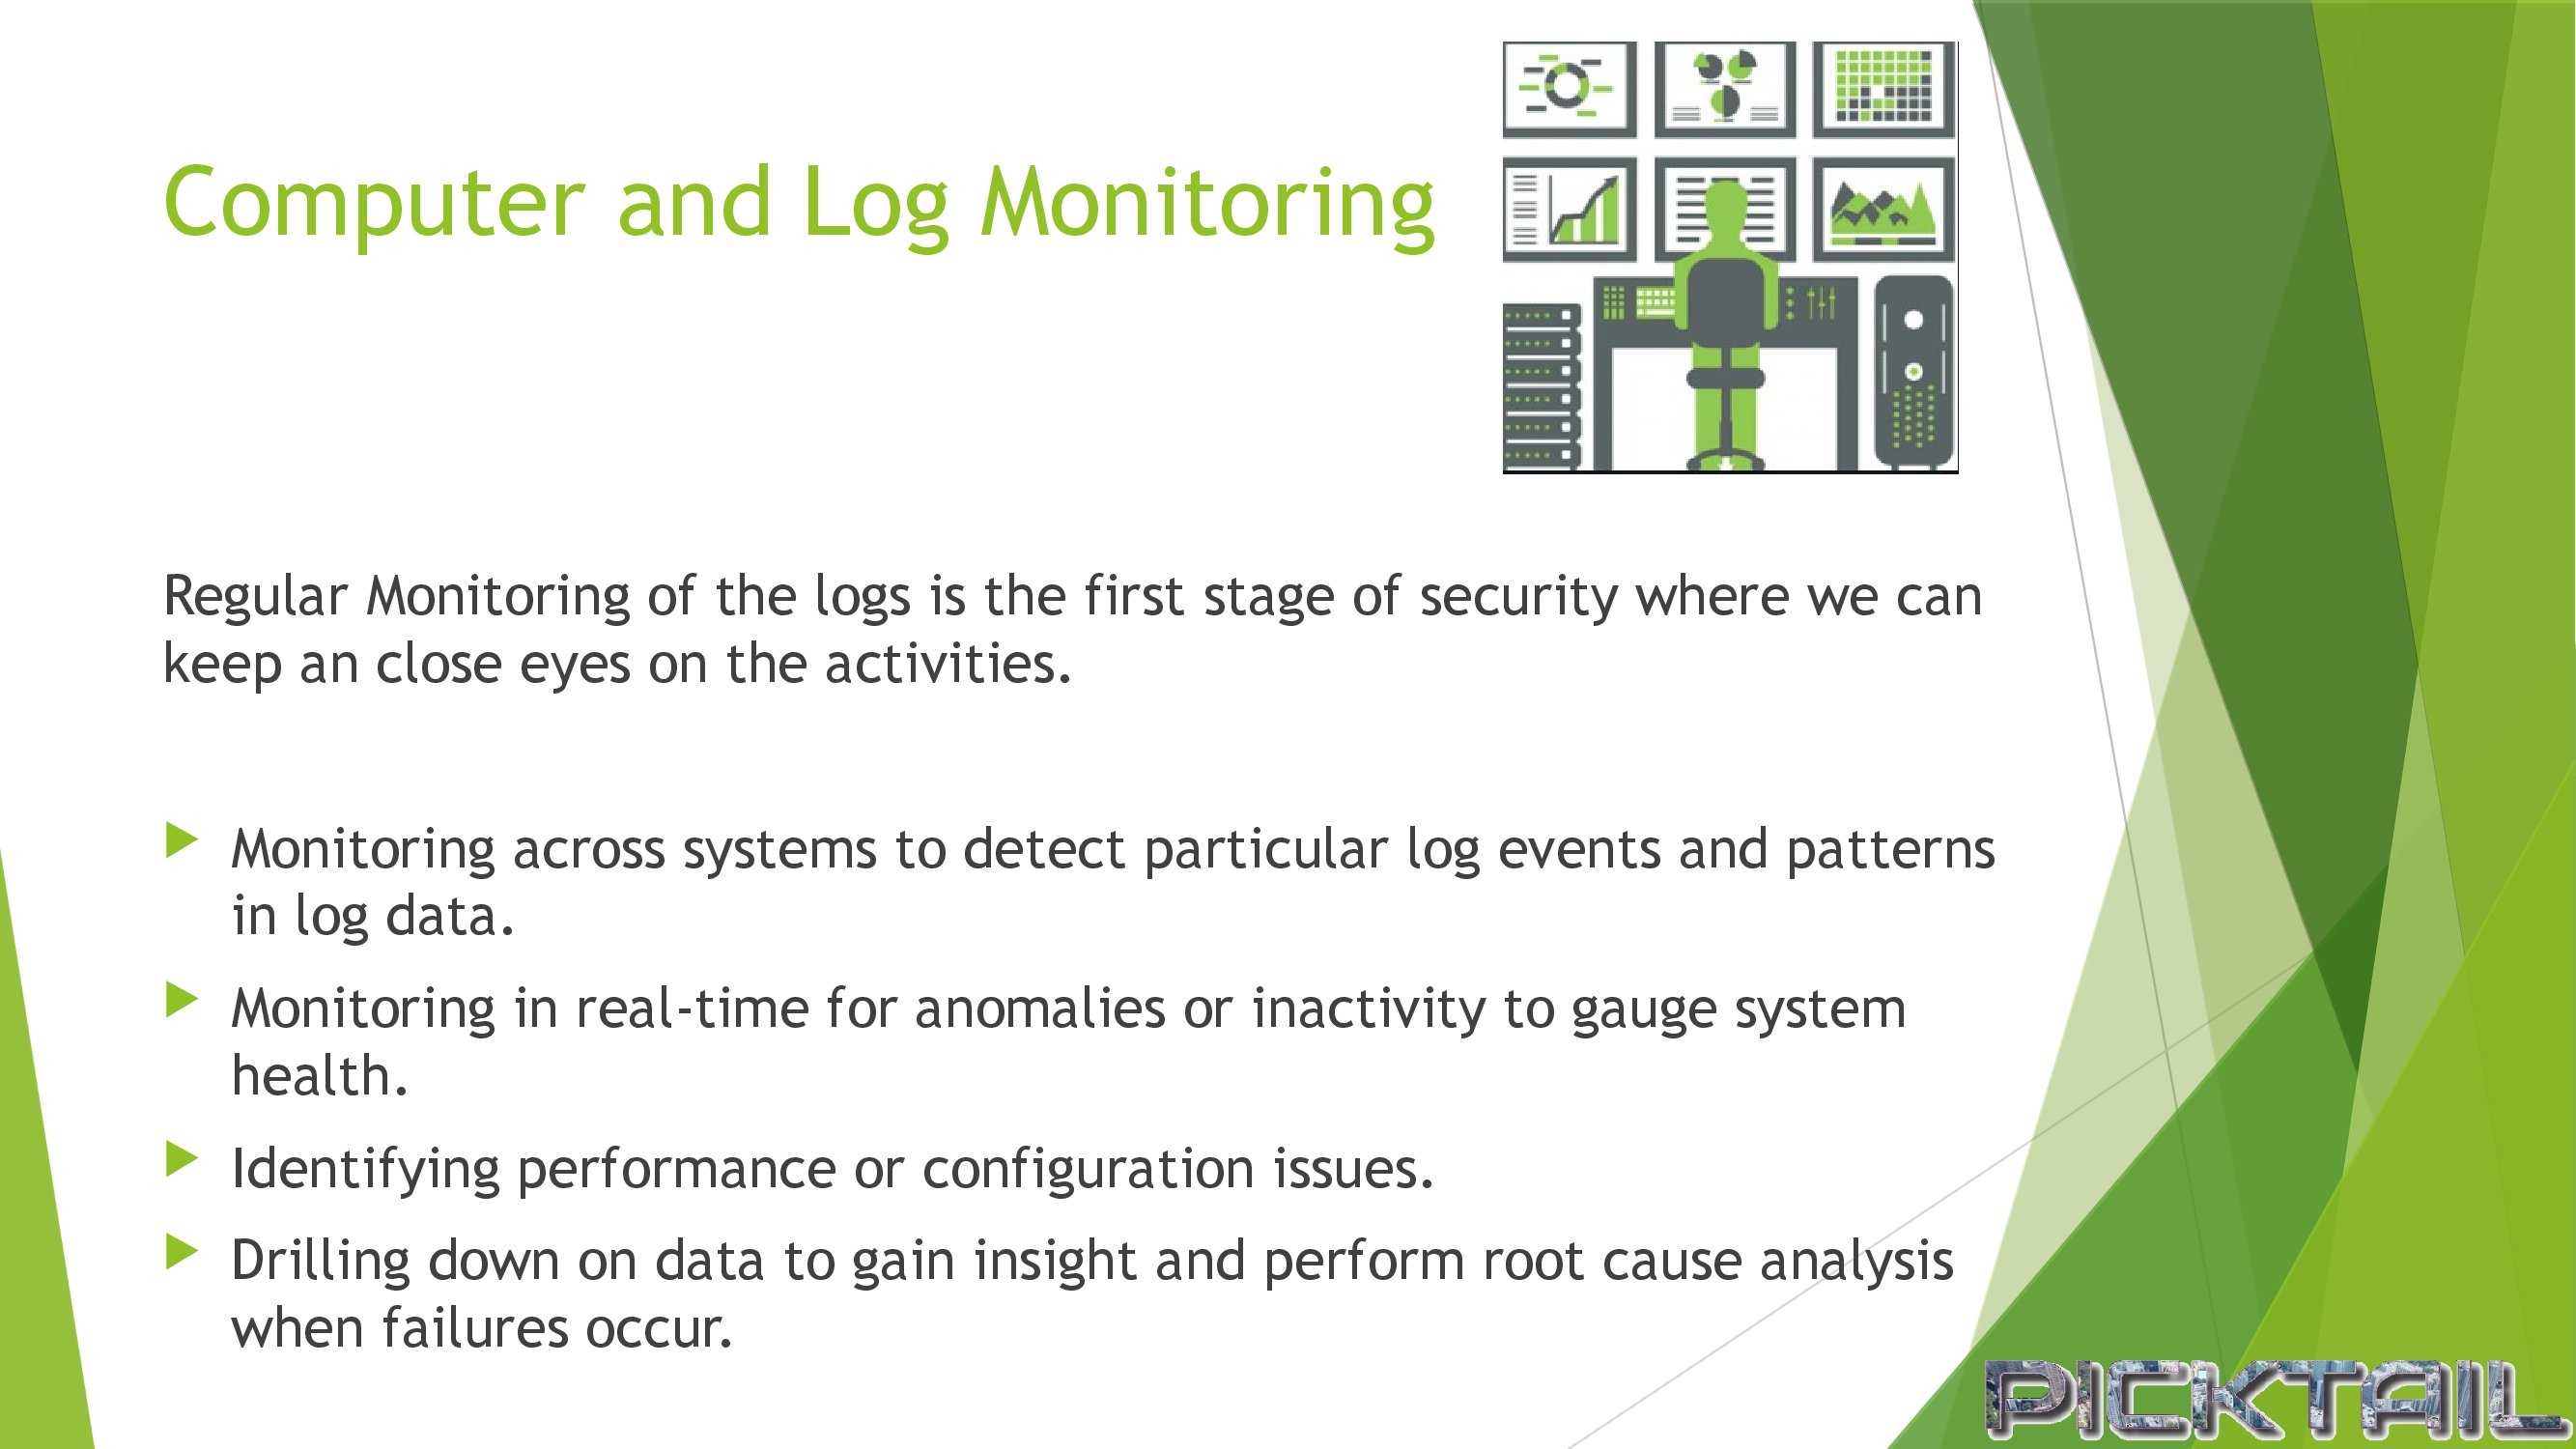 Computer and Log Monitoring
Regular Monitoring of the logs is the first stage of security where we can
keep an close eyes on the activities.
Monitoring across systems to detect particular log events and patterns
in log data.
Monitoring in real-time for anomalies or inactivity to gauge system
health.
Identifying performance or configuration issues.
Drilling down on data to gain insight and perform root cause analysis
when failures occur.
PICKTAIL